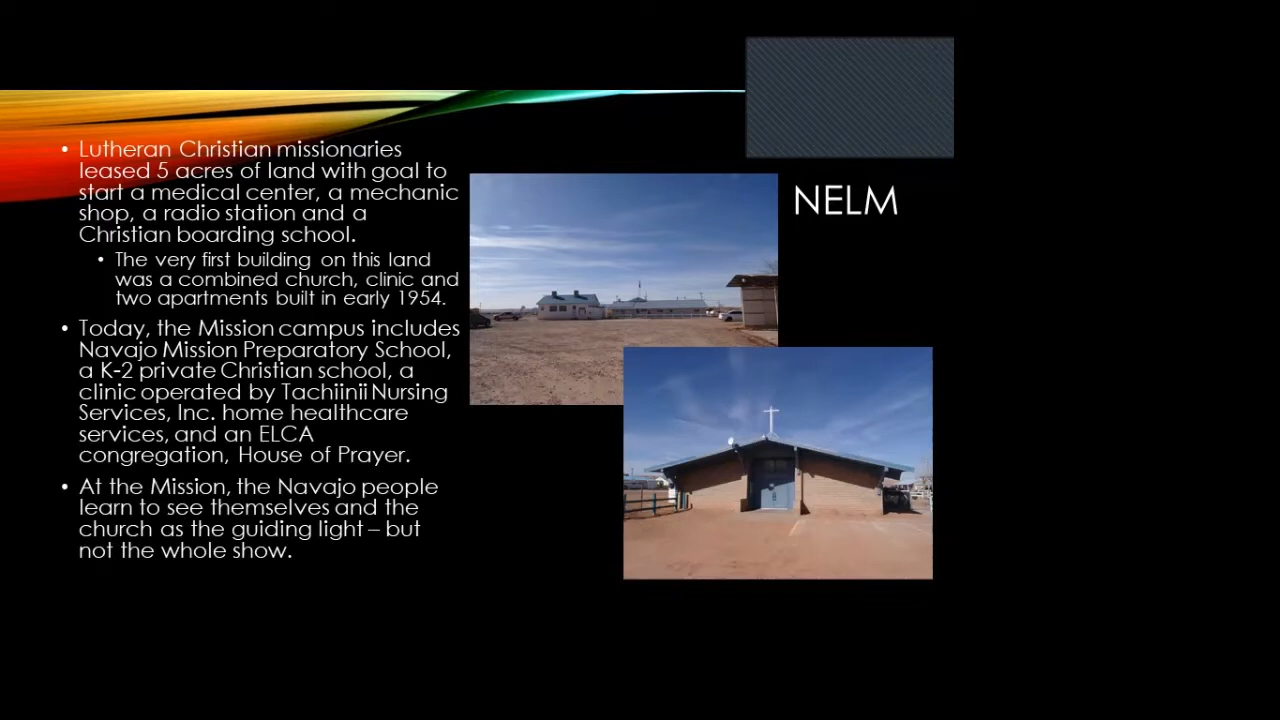 • Lutheran Christian missionaries
leased 5 acres of land with goal to
start a medical center, a mechanic
shop, a radio station and a
Christian boarding school.
• The very first building on this land
was a combined church, clinic and
two apartments built in early 1954.
• Today, the Mission campus includes
Navajo Mission Preparatory School,
a K-2 private Christian school, a
clinic operated by Tachiinii Nursing
Services, Inc. home healthcare
services, and an ELCA
congregation, House of Prayer.
• At the Mission, the Navajo people
learn to see themselves and the
church as the guiding light – but
not the whole show.
NELM